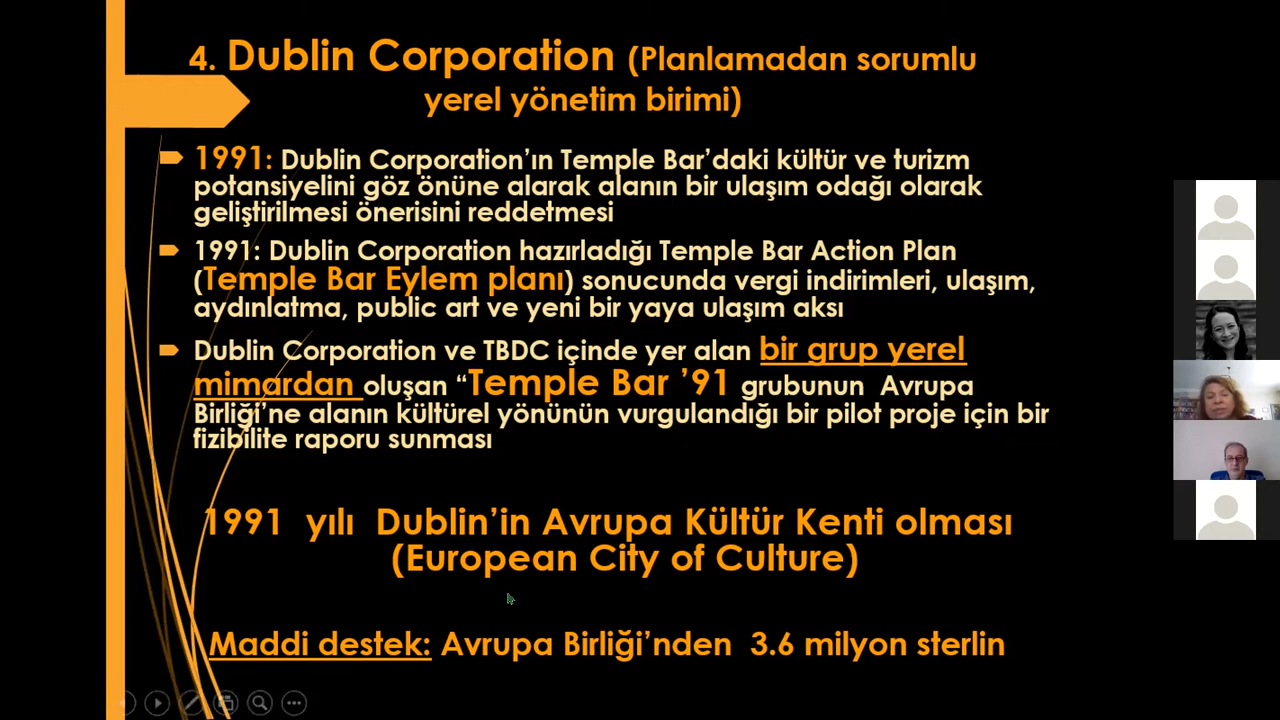 4. Dublin Corporation (Planlamadan sorumlu
yerel yönetim birimi)
1991: Dublin Corporation’ın Temple Bar’daki kültür ve turizm
potansiyelini göz önüne alarak alanın bir ulaşım odağı olarak
geliştirilmesi önerisini reddetmesi
1991: Dublin Corporation hazırladığı Temple Bar Action Plan
(Temple Bar Eylem planı) sonucunda vergi indirimleri, ulaşım,
aydınlatma, public art ve yeni bir yaya ulaşım aksı
Dublin Corporation ve TBDC içinde yer alan bir grup yerel
mimardan oluşan “Temple Bar ’91 grubunun Avrupa
Birliği’ne alanın kültürel yönünün vurgulandığı bir pilot proje için bir
fizibilite raporu sunması
1991 yılı Dublin’in Avrupa Kültür Kenti olması
(European City of Culture)
Maddi destek: Avrupa Birliği’nden 3.6 milyon sterlin